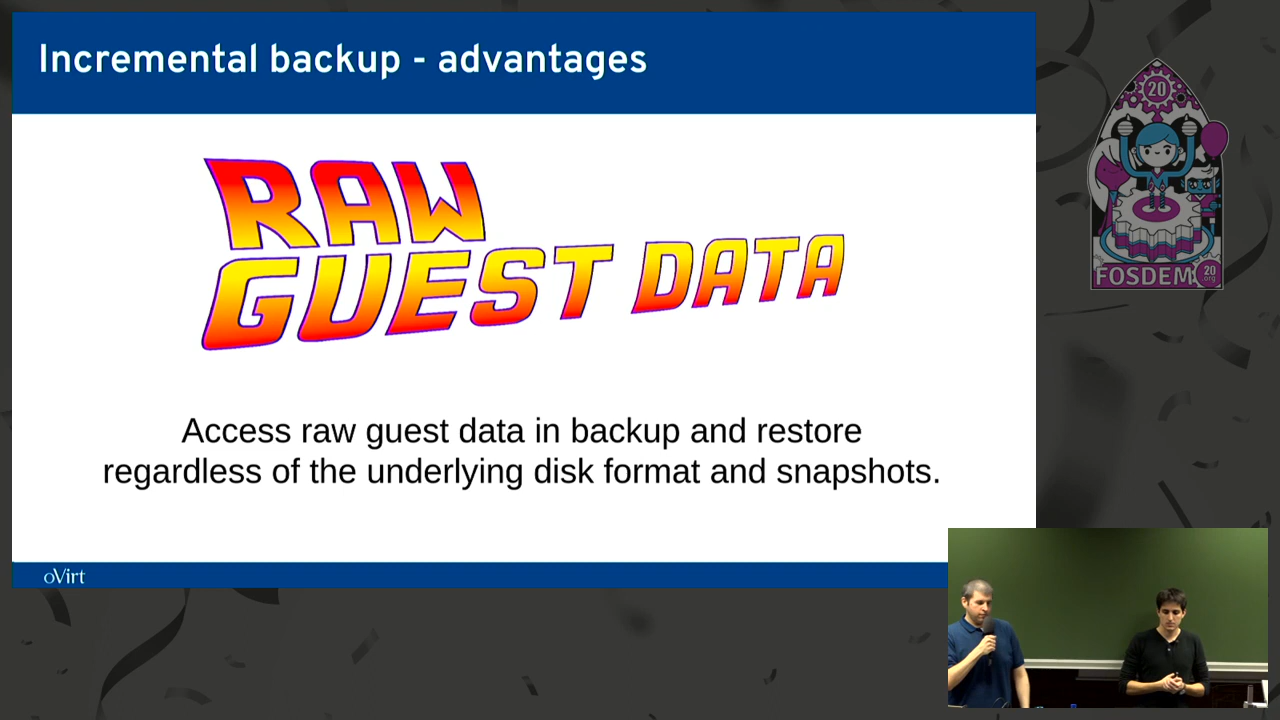 Incremental backup - advantages
RAW
GUEST DATA
Access raw guest data in backup and restore
regardless of the underlying disk format and snapshots.
oVirt
20
FOSDEM
20
org